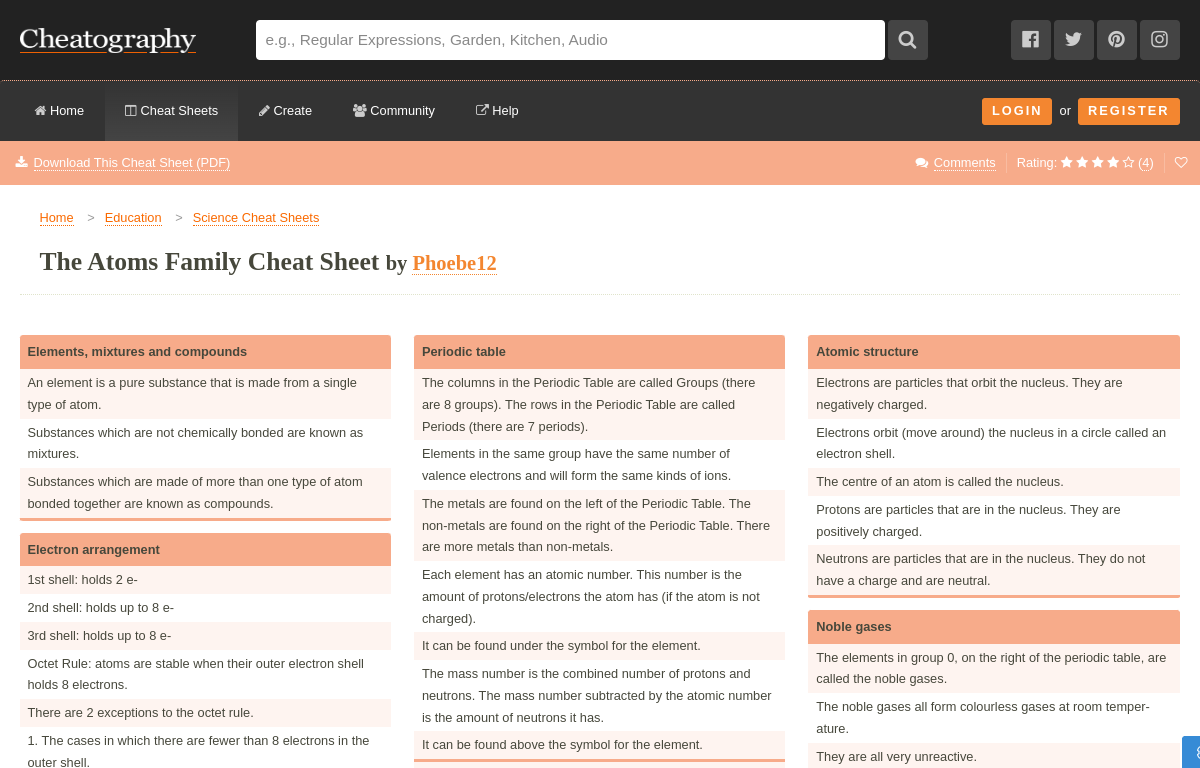 Cheatography
e.g., Regular Expressions, Garden, Kitchen, Audio
Home
Cheat Sheets
Create
Community
Help
LOGIN or REGISTER
Download This Cheat Sheet (PDF)
Comments
Rating: (4)
Home > Education > Science Cheat Sheets
The Atoms Family Cheat Sheet by Phoebe12
Elements, mixtures and compounds
An element is a pure substance that is made from a single
type of atom.
Substances which are not chemically bonded are known as
mixtures.
Substances which are made of more than one type of atom
bonded together are known as compounds.
Electron arrangement
1st shell: holds 2 e-
2nd shell: holds up to 8 e-
3rd shell: holds up to 8 e-
Octet Rule: atoms are stable when their outer electron shell
holds 8 electrons.
There are 2 exceptions to the octet rule.
1. The cases in which there are fewer than 8 electrons in the
outer shell.
Periodic table
The columns in the Periodic Table are called Groups (there
are 8 groups). The rows in the Periodic Table are called
Periods (there are 7 periods).
Elements in the same group have the same number of
valence electrons and will form the same kinds of ions.
The metals are found on the left of the Periodic Table. The
non-metals are found on the right of the Periodic Table. There
are more metals than non-metals.
Each element has an atomic number. This number is the
amount of protons/electrons the atom has (if the atom is not
charged).
It can be found under the symbol for the element.
The mass number is the combined number of protons and
neutrons. The mass number subtracted by the atomic number
is the amount of neutrons it has.
It can be found above the symbol for the element.
Atomic structure
Electrons are particles that orbit the nucleus. They are
negatively charged.
Electrons orbit (move around) the nucleus in a circle called an
electron shell.
The centre of an atom is called the nucleus.
Protons are particles that are in the nucleus. They are
positively charged.
Neutrons are particles that are in the nucleus. They do not
have a charge and are neutral.
Noble gases
The elements in group 0, on the right of the periodic table, are
called the noble gases.
The noble gases all form colourless gases at room temper-
ature.
They are all very unreactive.